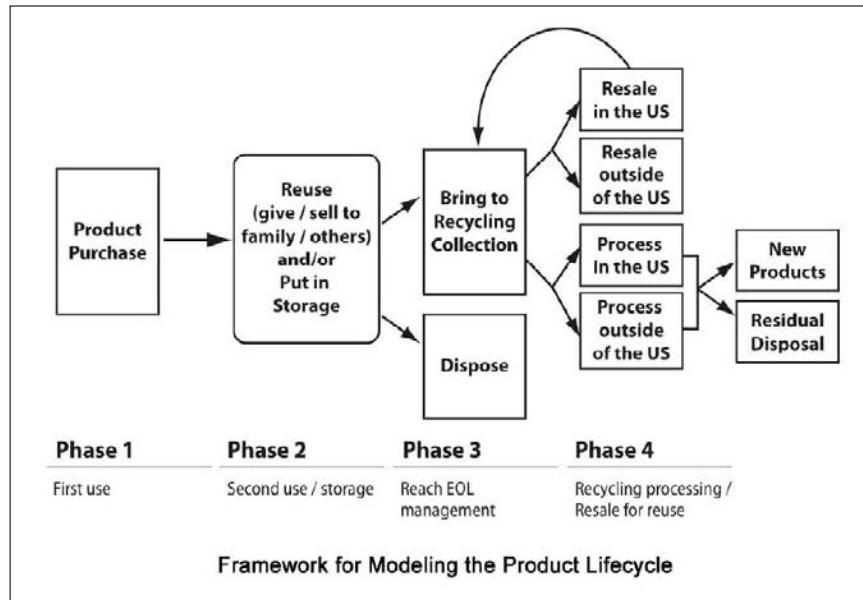 Product
Purchase
Reuse
(give / sell to
family / others)
and/or
Put in
Storage
Bring to
Recycling
Collection
Dispose
Resale
in the US
Resale
outside
of the US
Process
In the US
Process
outside
of the US
New
Products
Residual
Disposal
Phase 1
First use
Phase 2
Second use / storage
Phase 3
Reach EOL
management
Phase 4
Recycling processing /
Resale for reuse
Framework for Modeling the Product Lifecycle